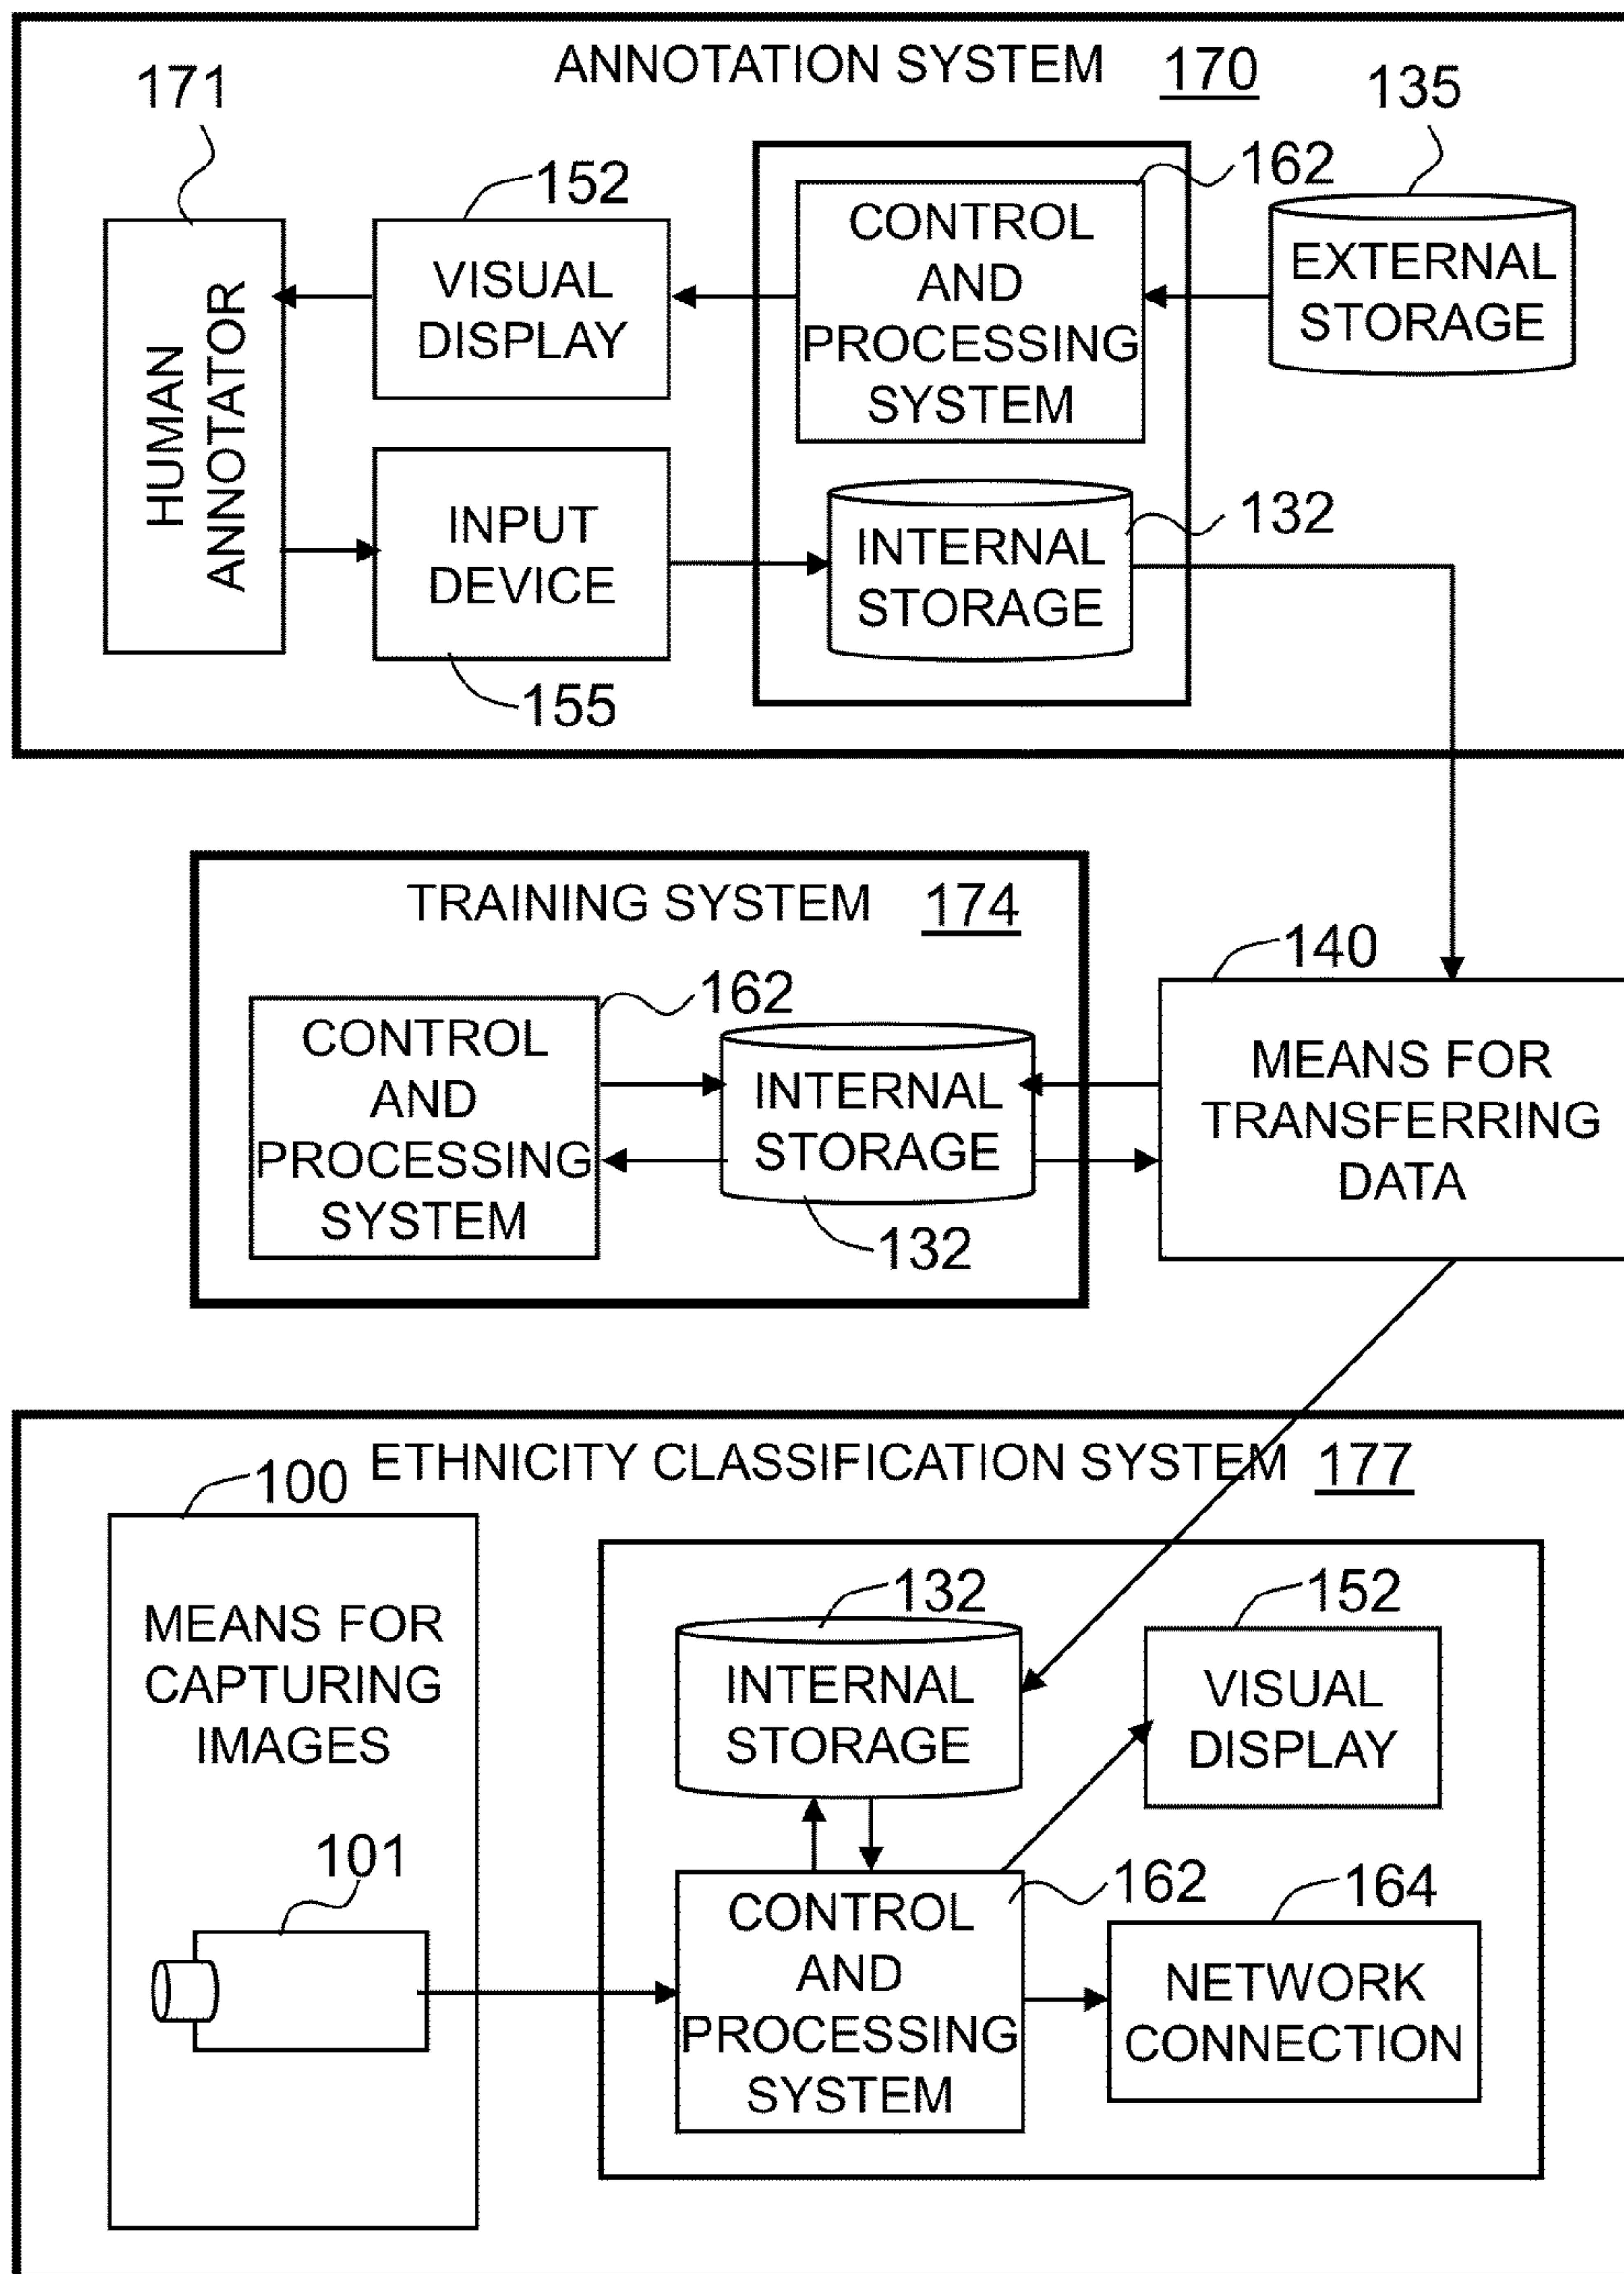 ANNOTATION SYSTEM 170
171
135
152
162
HUMAN
ANNOTATOR
VISUAL
DISPLAY
CONTROL
AND
PROCESSING
SYSTEM
EXTERNAL
STORAGE
INPUT
DEVICE
155
INTERNAL
STORAGE
132
TRAINING SYSTEM 174
162
CONTROL
AND
PROCESSING
SYSTEM
INTERNAL
STORAGE
132
140
MEANS FOR
TRANSFERRING
DATA
ETHNICITY CLASSIFICATION SYSTEM 177
100
MEANS FOR
CAPTURING
IMAGES
101
132
INTERNAL
STORAGE
152
VISUAL
DISPLAY
162
CONTROL
AND
PROCESSING
SYSTEM
164
NETWORK
CONNECTION